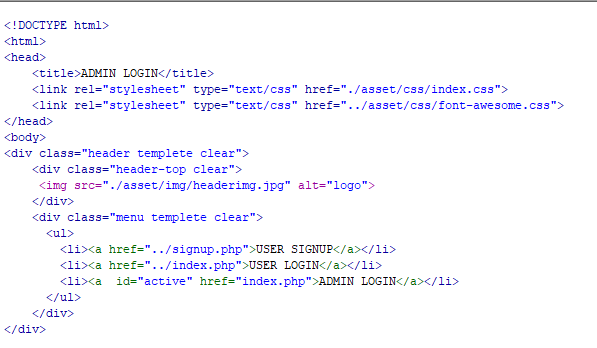 <!DOCTYPE html>
<html>
<head>
    <title>ADMIN LOGIN</title>
    <link rel="stylesheet" type="text/css" href="./asset/css/index.css">
    <link rel="stylesheet" type="text/css" href="../asset/css/font-awesome.css">
</head>
<body>
<div class="header templete clear">
    <div class="header-top clear">
     <img src="./asset/img/headerimg.jpg" alt="logo">
    </div>
    <div class="menu templete clear">
      <ul>
        <li><a href="../signup.php">USER SIGNUP</a></li>
        <li><a href="../index.php">USER LOGIN</a></li>
        <li><a  id="active" href="index.php">ADMIN LOGIN</a></li>
      </ul>
    </div>
</div>